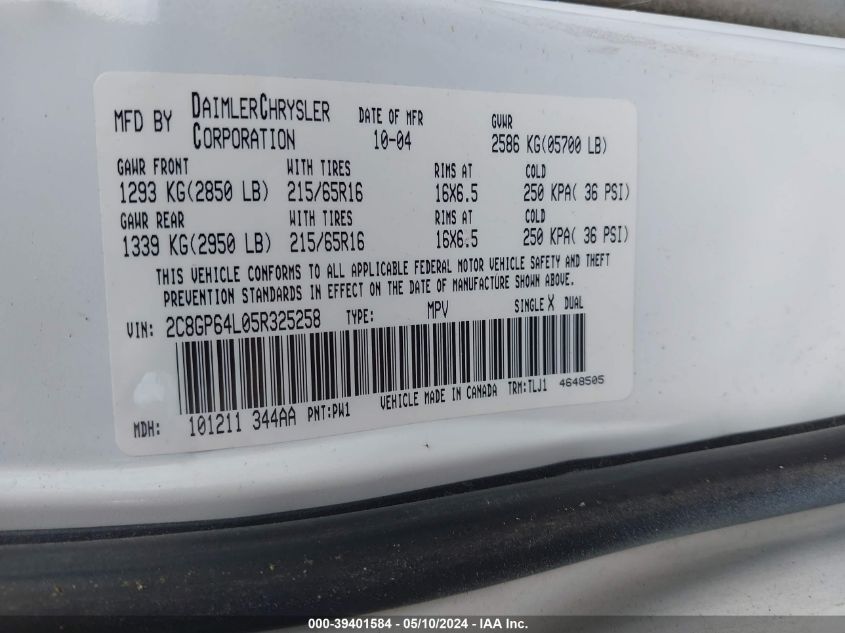 MFD BY DAIMLERCHRYSLER CORPORATION DATE OF MFR 10-04 GVWR 2586 KG(05700 LB)
GAWR FRONT WITH TIRES RIMS AT COLD
1293 KG(2850 LB) 215/65R16 16X6.5 250 KPA( 36 PSI)
GAWR REAR WITH TIRES RIMS AT COLD
1339 KG(2950 LB) 215/65R16 16X6.5 250 KPA( 36 PSI)
THIS VEHICLE CONFORMS TO ALL APPLICABLE FEDERAL MOTOR VEHICLE SAFETY AND THEFT
PREVENTION STANDARDS IN EFFECT ON THE DATE OF MANUFACTURE SHOWN ABOVE.
VIN: 2C8GP64L05R325258 TYPE: MPV SINGLE X DUAL
MDH: 101211 344AA PNT:PW1 VEHICLE MADE IN CANADA TRM:TLJ1 4648505
000-39401584 - 05/10/2024 - IAA Inc.